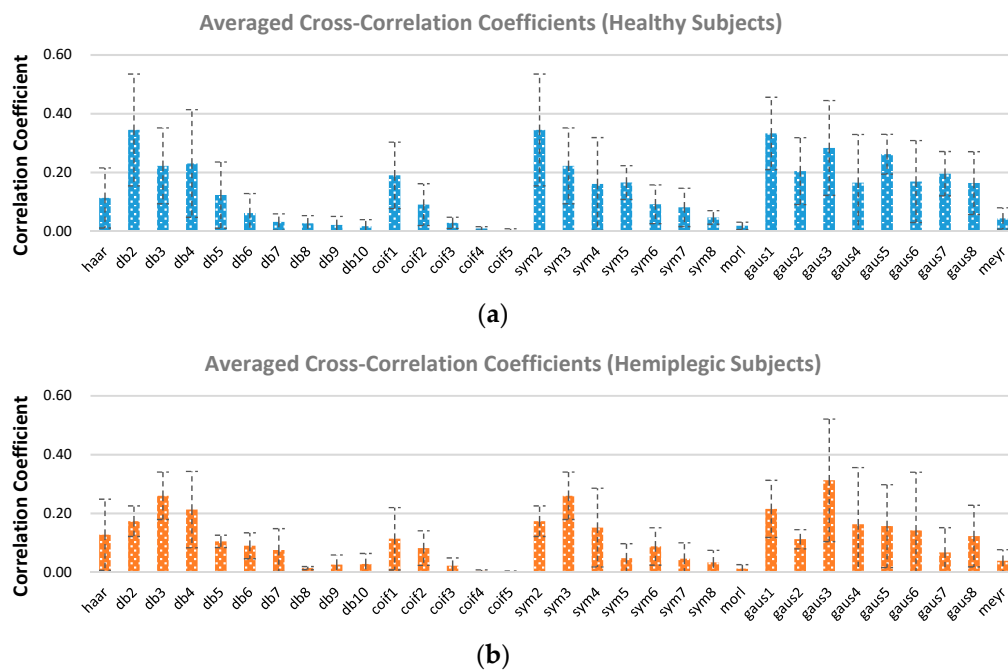 Averaged Cross-Correlation Coefficients (Healthy Subjects)
Correlation Coefficient
0.60
0.40
0.20
0.00
haar db2 db3 db4 db5 db6 db7 db8 db9 db10 coif1 coif2 coif3 coif4 coif5 sym2 sym3 sym4 sym5 sym6 sym7 sym8 morl gaus1 gaus2 gaus3 gaus4 gaus5 gaus6 gaus7 gaus8 meyr
(a)
Averaged Cross-Correlation Coefficients (Hemiplegic Subjects)
Correlation Coefficient
0.60
0.40
0.20
0.00
haar db2 db3 db4 db5 db6 db7 db8 db9 db10 coif1 coif2 coif3 coif4 coif5 sym2 sym3 sym4 sym5 sym6 sym7 sym8 morl gaus1 gaus2 gaus3 gaus4 gaus5 gaus6 gaus7 gaus8 meyr
(b)